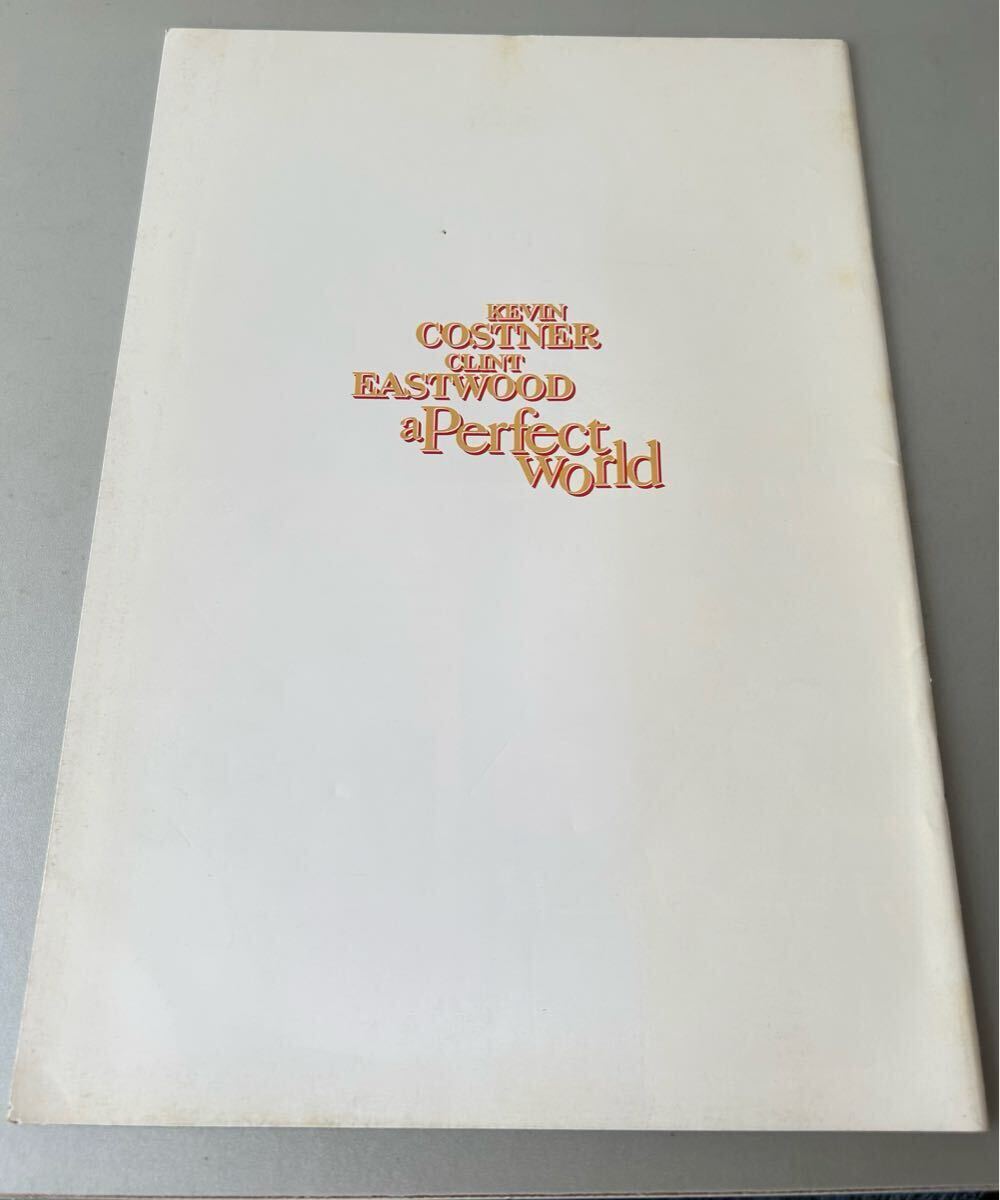 KEVIN
COSTNER
CLINT
EASTWOOD
a Perfect
world